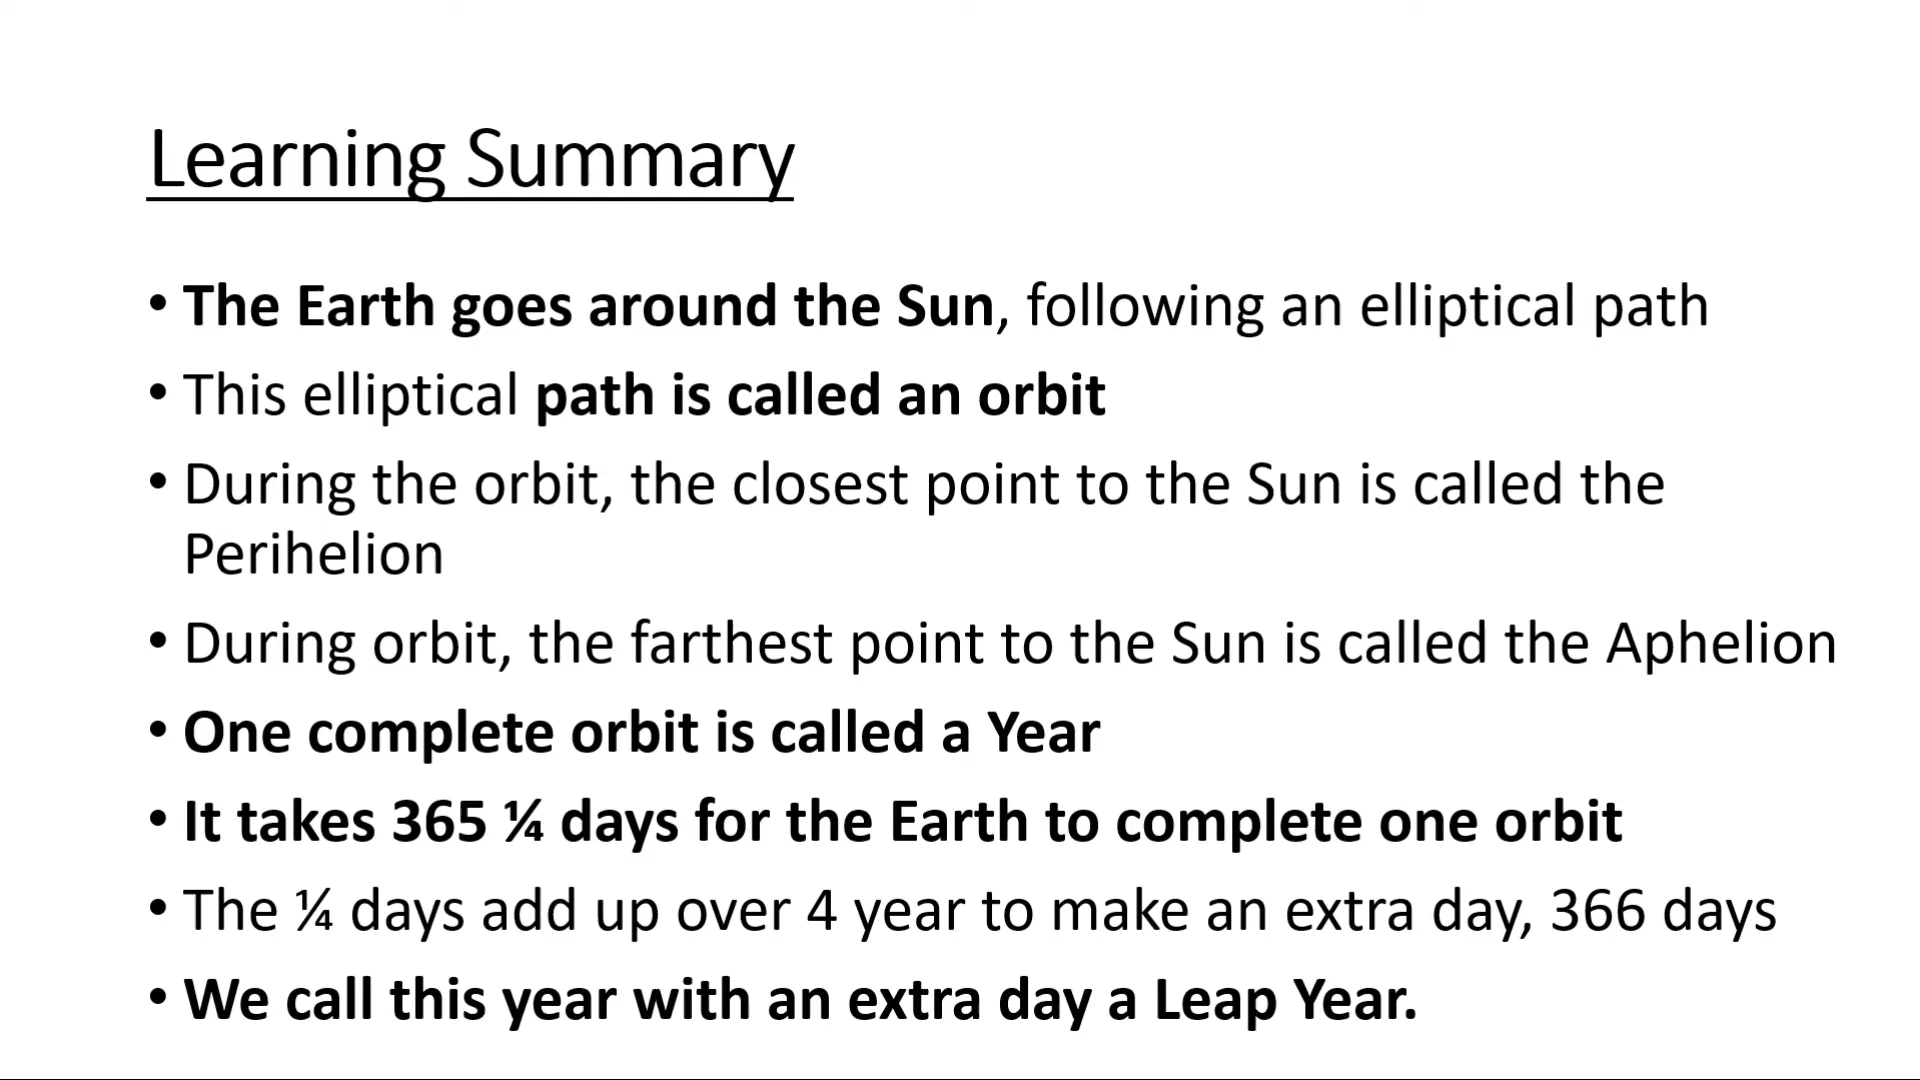 Learning Summary
• The Earth goes around the Sun, following an elliptical path
• This elliptical path is called an orbit
• During the orbit, the closest point to the Sun is called the
Perihelion
• During orbit, the farthest point to the Sun is called the Aphelion
• One complete orbit is called a Year
• It takes 365 ¼ days for the Earth to complete one orbit
• The ¼ days add up over 4 year to make an extra day, 366 days
• We call this year with an extra day a Leap Year.